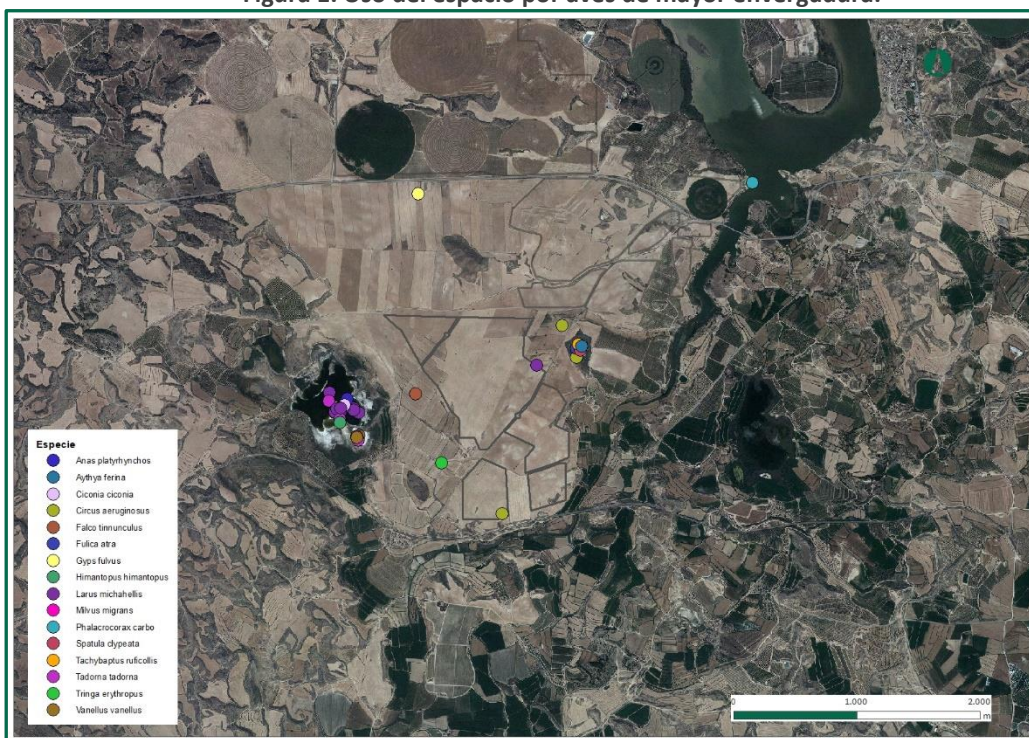 Figura 1. Uso del espacio por aves de mayor envergadura.
Especie
Anas platyrhynchos
Aythya ferina
Ciconia ciconia
Circus aeruginosus
Falco tinnunculus
Fulica atra
Gyps fulvus
Himantopus himantopus
Larus michahellis
Milvus migrans
Phalacrocorax carbo
Spatula clypeata
Tachybaptus ruficollis
Tadorna tadorna
Tringa erythropus
Vanellus vanellus
0 1.000 2.000
m